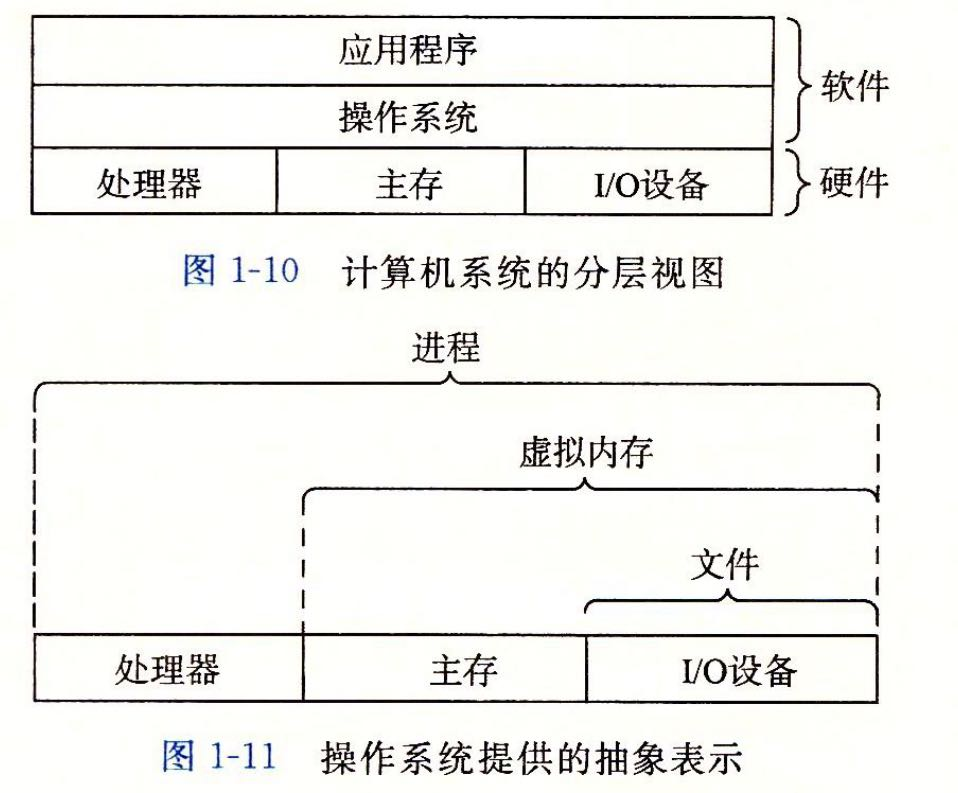 应用程序
软件
操作系统
处理器 主存 I/O设备 硬件
图 1-10 计算机系统的分层视图
进程
虚拟内存
文件
处理器 主存 I/O设备
图 1-11 操作系统提供的抽象表示